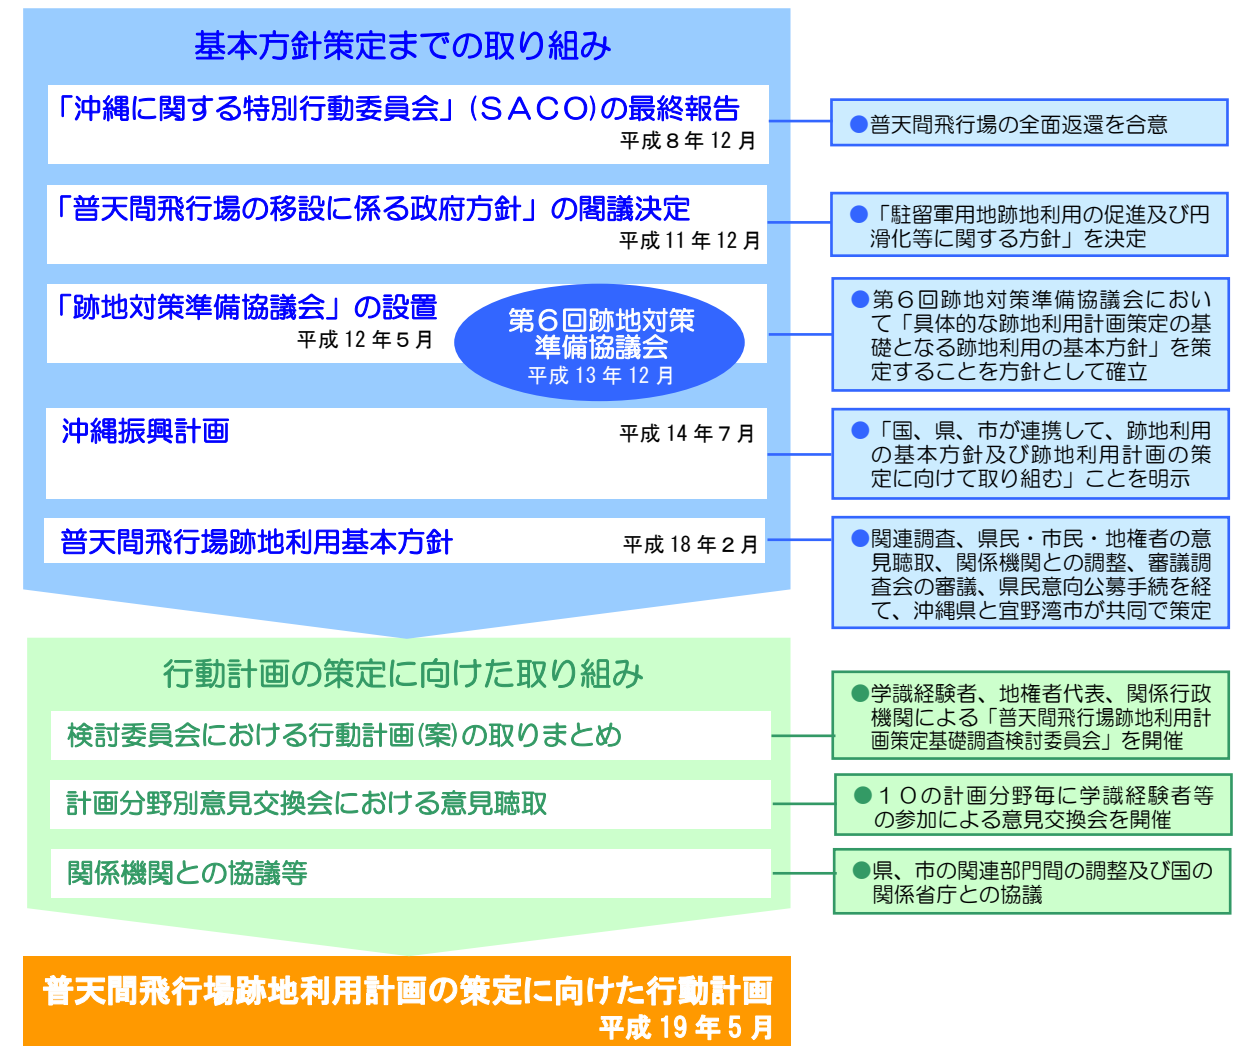 基本方針策定までの取り組み
「沖縄に関する特別行動委員会」(SACO)の最終報告
平成８年12月
●普天間飛行場の全面返還を合意
「普天間飛行場の移設に係る政府方針」の閣議決定
平成11年12月
●「駐留軍用地跡地利用の促進及び円
滑化等に関する方針」を決定
「跡地対策準備協議会」の設置
平成12年５月
第６回跡地対策
準備協議会
平成13年12月
●第６回跡地対策準備協議会におい
て「具体的な跡地利用計画策定の基
礎となる跡地利用の基本方針」を策
定することを方針として確立
沖縄振興計画
平成14年７月
●「国、県、市が連携して、跡地利用
の基本方針及び跡地利用計画の策
定に向けて取り組む」ことを明示
普天間飛行場跡地利用基本方針
平成18年２月
●関連調査、県民・市民・地権者の意
見聴取、関係機関との調整、審議調
査会の審議、県民意向公募手続を経
て、沖縄県と宜野湾市が共同で策定
行動計画の策定に向けた取り組み
検討委員会における行動計画(案)の取りまとめ
●学識経験者、地権者代表、関係行政
機関による「普天間飛行場跡地利用計
画策定基礎調査検討委員会」を開催
計画分野別意見交換会における意見聴取
●１０の計画分野毎に学識経験者等
の参加による意見交換会を開催
関係機関との協議等
●県、市の関連部門間の調整及び国の
関係省庁との協議
普天間飛行場跡地利用計画の策定に向けた行動計画
平成19年５月